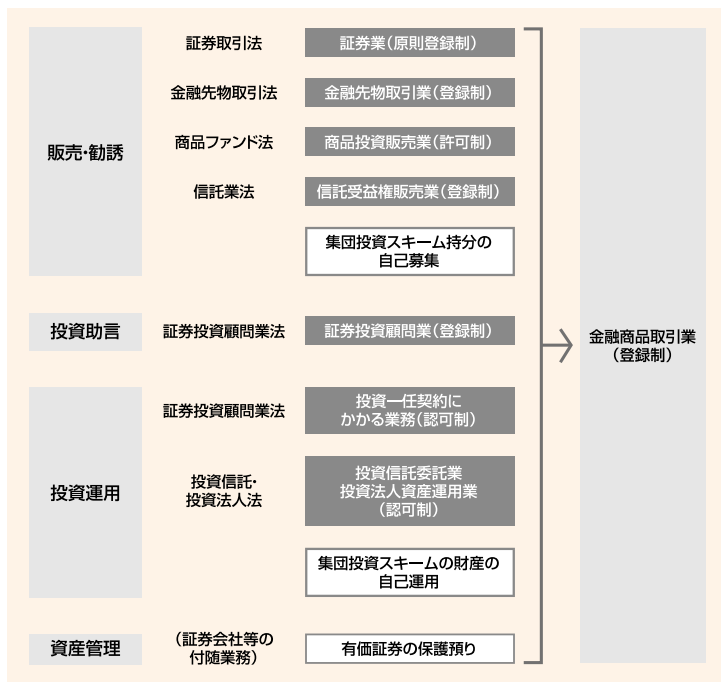 販売・勧誘
証券取引法
証券業（原則登録制）
金融先物取引法
金融先物取引業（登録制）
商品ファンド法
商品投資販売業（許可制）
信託業法
信託受益権販売業（登録制）
集団投資スキーム持分の
自己募集
投資助言
証券投資顧問業法
証券投資顧問業（登録制）
投資運用
証券投資顧問業法
投資一任契約に
かかる業務（認可制）
投資信託・
投資法人法
投資信託委託業
投資法人資産運用業
（認可制）
集団投資スキームの財産の
自己運用
資産管理
（証券会社等の
付随業務）
有価証券の保護預り
金融商品取引業
（登録制）